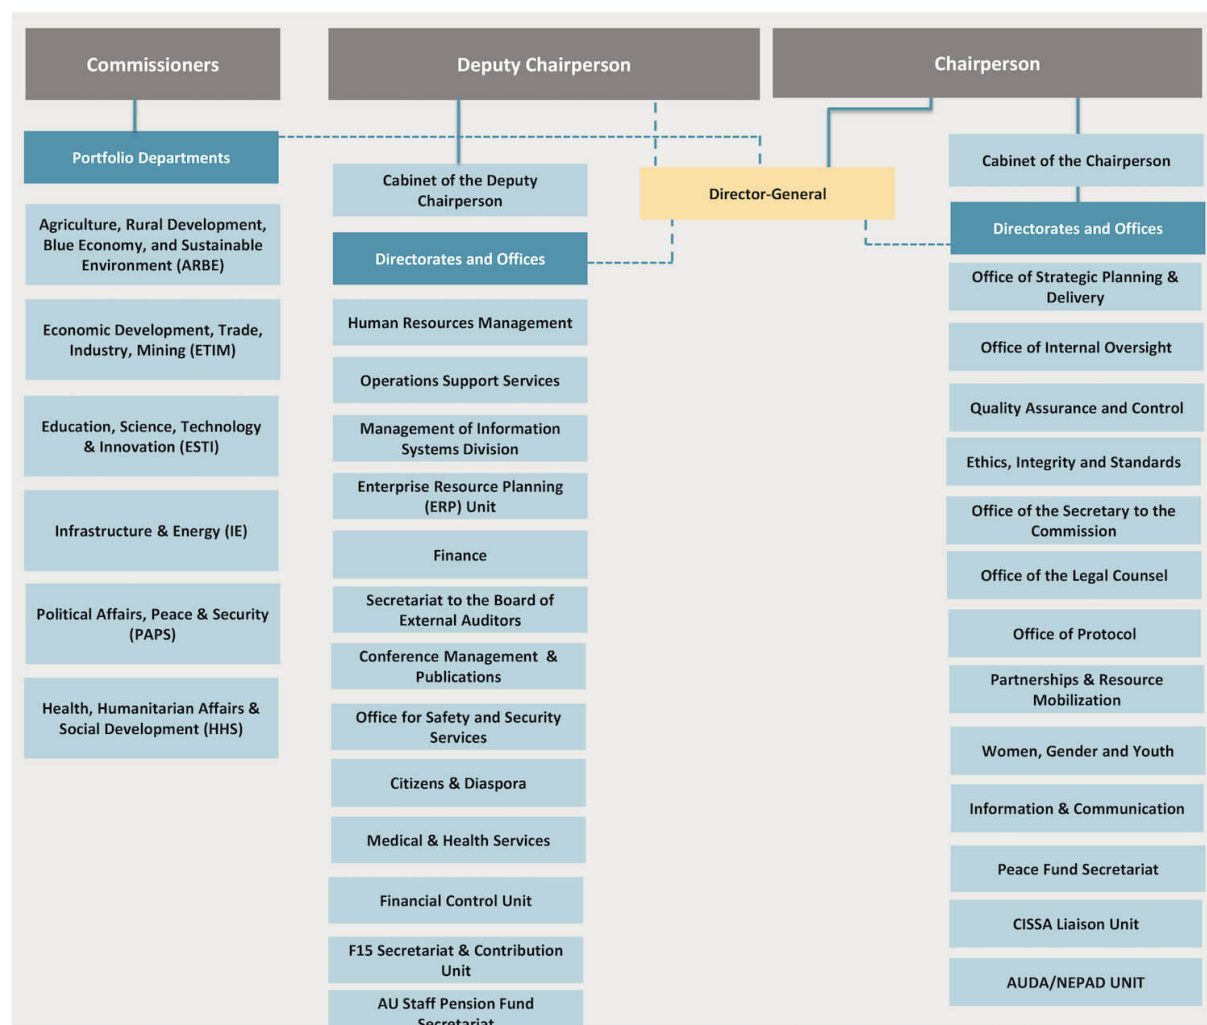 Commissioners
Portfolio Departments
Agriculture, Rural Development,
Blue Economy, and Sustainable
Environment (ARBE)
Economic Development, Trade,
Industry, Mining (ETIM)
Education, Science, Technology
& Innovation (ESTI)
Infrastructure & Energy (IE)
Political Affairs, Peace & Security
(PAPS)
Health, Humanitarian Affairs &
Social Development (HHS)
Deputy Chairperson
Cabinet of the Deputy
Chairperson
Directorates and Offices
Human Resources Management
Operations Support Services
Management of Information
Systems Division
Enterprise Resource Planning
(ERP) Unit
Finance
Secretariat to the Board of
External Auditors
Conference Management &
Publications
Office for Safety and Security
Services
Citizens & Diaspora
Medical & Health Services
Financial Control Unit
F15 Secretariat & Contribution
Unit
AU Staff Pension Fund
Secretariat
Director-General
Chairperson
Cabinet of the Chairperson
Directorates and Offices
Office of Strategic Planning &
Delivery
Office of Internal Oversight
Quality Assurance and Control
Ethics, Integrity and Standards
Office of the Secretary to the
Commission
Office of the Legal Counsel
Office of Protocol
Partnerships & Resource
Mobilization
Women, Gender and Youth
Information & Communication
Peace Fund Secretariat
CISSA Liaison Unit
AUDA/NEPAD UNIT